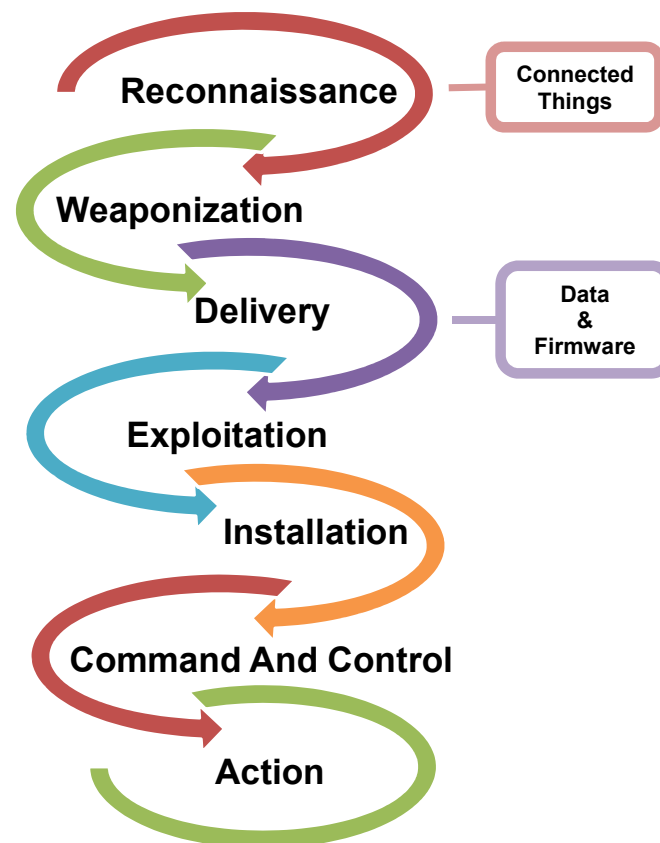 Reconnaissance
Connected
Things
Weaponization
Delivery
Data
&
Firmware
Exploitation
Installation
Command And Control
Action